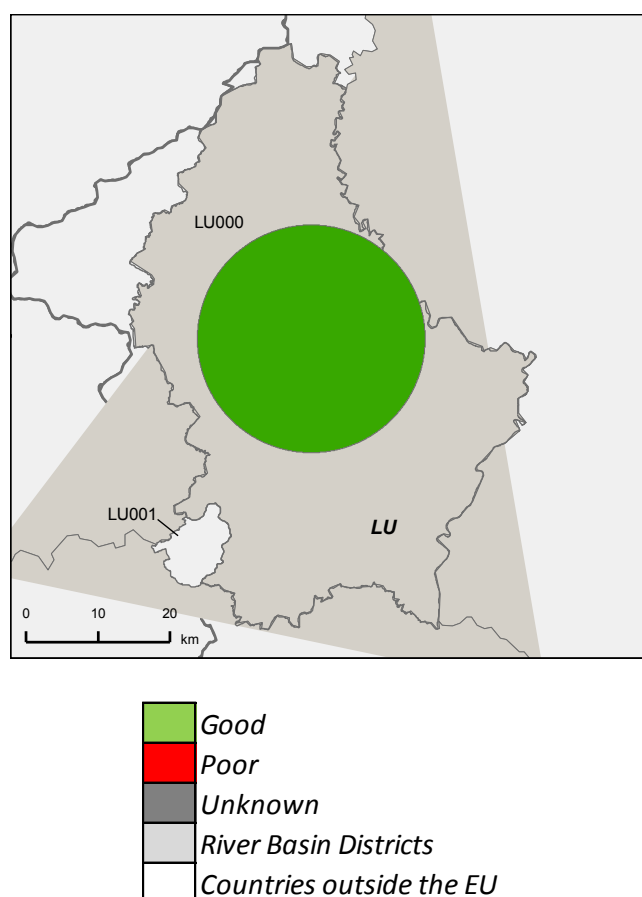 LU000
LU001
LU
0 10 20
km
Good
Poor
Unknown
River Basin Districts
Countries outside the EU